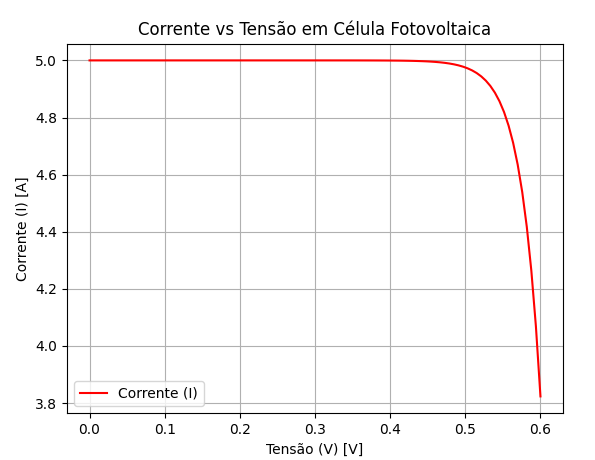 Corrente vs Tensão em Célula Fotovoltaica
Corrente (I) [A]
5.0
4.8
4.6
4.4
4.2
4.0
3.8
Corrente (I)
0.0 0.1 0.2 0.3 0.4 0.5 0.6
Tensão (V) [V]